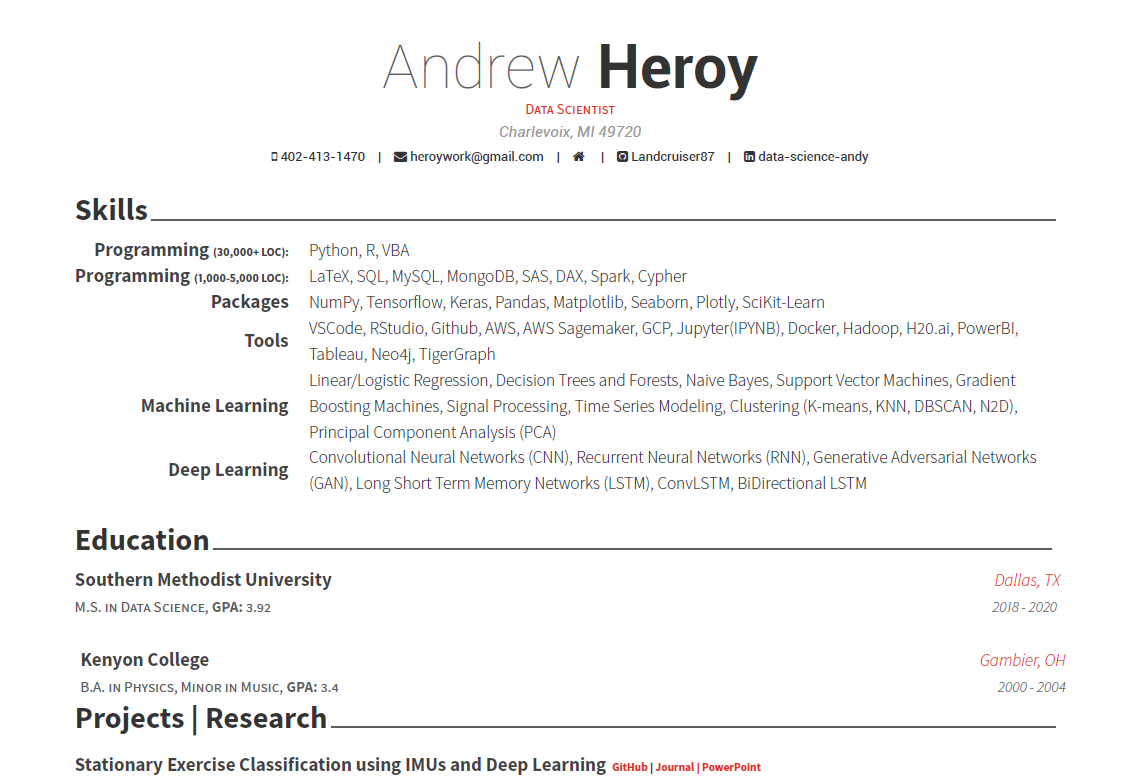 Andrew Heroy
Data Scientist
Charlevoix, MI 49720
402-413-1470 | heroywork@gmail.com | | Landcruiser87 | data-science-andy
Skills
Programming (30,000+ LOC): Python, R, VBA
Programming (1,000-5,000 LOC): LaTeX, SQL, MySQL, MongoDB, SAS, DAX, Spark, Cypher
Packages NumPy, Tensorflow, Keras, Pandas, Matplotlib, Seaborn, Plotly, SciKit-Learn
Tools VSCode, RStudio, Github, AWS, AWS Sagemaker, GCP, Jupyter(IPYNB), Docker, Hadoop, H20.ai, PowerBI,
Tableau, Neo4j, TigerGraph
Machine Learning Linear/Logistic Regression, Decision Trees and Forests, Naive Bayes, Support Vector Machines, Gradient
Boosting Machines, Signal Processing, Time Series Modeling, Clustering (K-means, KNN, DBSCAN, N2D),
Principal Component Analysis (PCA)
Deep Learning Convolutional Neural Networks (CNN), Recurrent Neural Networks (RNN), Generative Adversarial Networks
(GAN), Long Short Term Memory Networks (LSTM), ConvLSTM, BiDirectional LSTM
Education
Southern Methodist University Dallas, TX
M.S. in Data Science, GPA: 3.92 2018 - 2020
Kenyon College Gambier, OH
B.A. in Physics, Minor in Music, GPA: 3.4 2000 - 2004
Projects | Research
Stationary Exercise Classification using IMUs and Deep Learning GitHub | Journal | PowerPoint